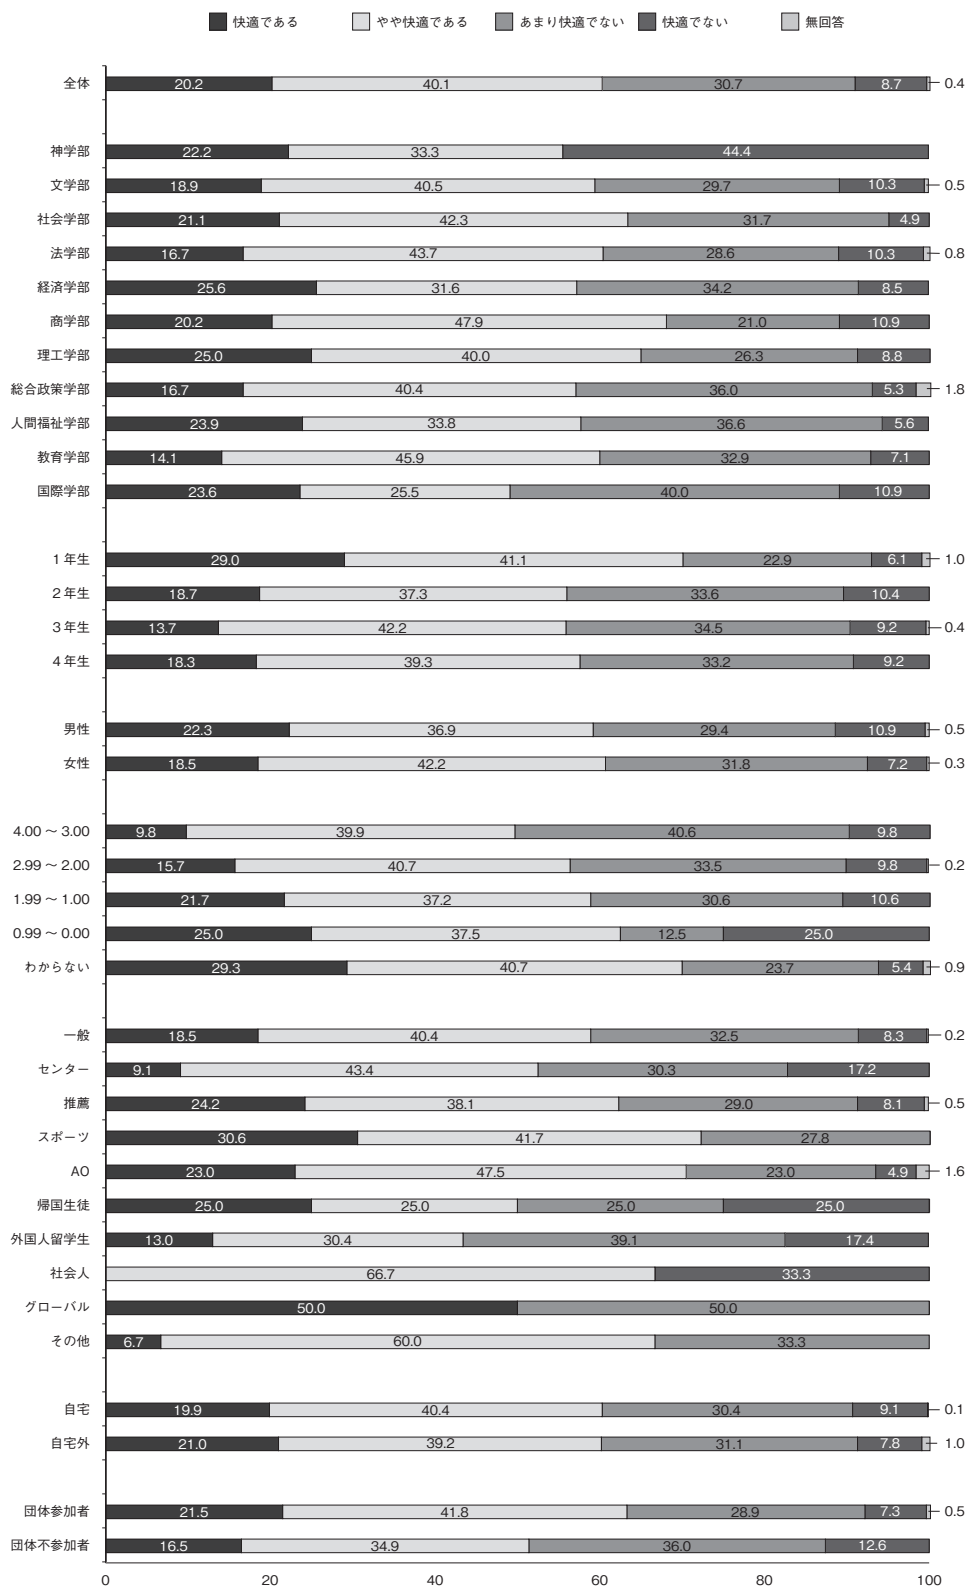 快適である やや快適である あまり快適でない 快適でない 無回答
全体 20.2 40.1 30.7 8.7 0.4
神学部 22.2 33.3 44.4
文学部 18.9 40.5 29.7 10.3 0.5
社会学部 21.1 42.3 31.7 4.9
法学部 16.7 43.7 28.6 10.3 0.8
経済学部 25.6 31.6 34.2 8.5
商学部 20.2 47.9 21.0 10.9
理工学部 25.0 40.0 26.3 8.8
総合政策学部 16.7 40.4 36.0 5.3 1.8
人間福祉学部 23.9 33.8 36.6 5.6
教育学部 14.1 45.9 32.9 7.1
国際学部 23.6 25.5 40.0 10.9
1年生 29.0 41.1 22.9 6.1 1.0
2年生 18.7 37.3 33.6 10.4
3年生 13.7 42.2 34.5 9.2 0.4
4年生 18.3 39.3 33.2 9.2
男性 22.3 36.9 29.4 10.9 0.5
女性 18.5 42.2 31.8 7.2 0.3
4.00～3.00 9.8 39.9 40.6 9.8
2.99～2.00 15.7 40.7 33.5 9.8 0.2
1.99～1.00 21.7 37.2 30.6 10.6
0.99～0.00 25.0 37.5 12.5 25.0
わからない 29.3 40.7 23.7 5.4 0.9
一般 18.5 40.4 32.5 8.3 0.2
センター 9.1 43.4 30.3 17.2
推薦 24.2 38.1 29.0 8.1 0.5
スポーツ 30.6 41.7 27.8
AO 23.0 47.5 23.0 4.9 1.6
帰国生徒 25.0 25.0 25.0 25.0
外国人留学生 13.0 30.4 39.1 17.4
社会人 66.7 33.3
グローバル 50.0 50.0
その他 6.7 60.0 33.3
自宅 19.9 40.4 30.4 9.1 0.1
自宅外 21.0 39.2 31.1 7.8 1.0
団体参加者 21.5 41.8 28.9 7.3 0.5
団体不参加者 16.5 34.9 36.0 12.6
0 20 40 60 80 100